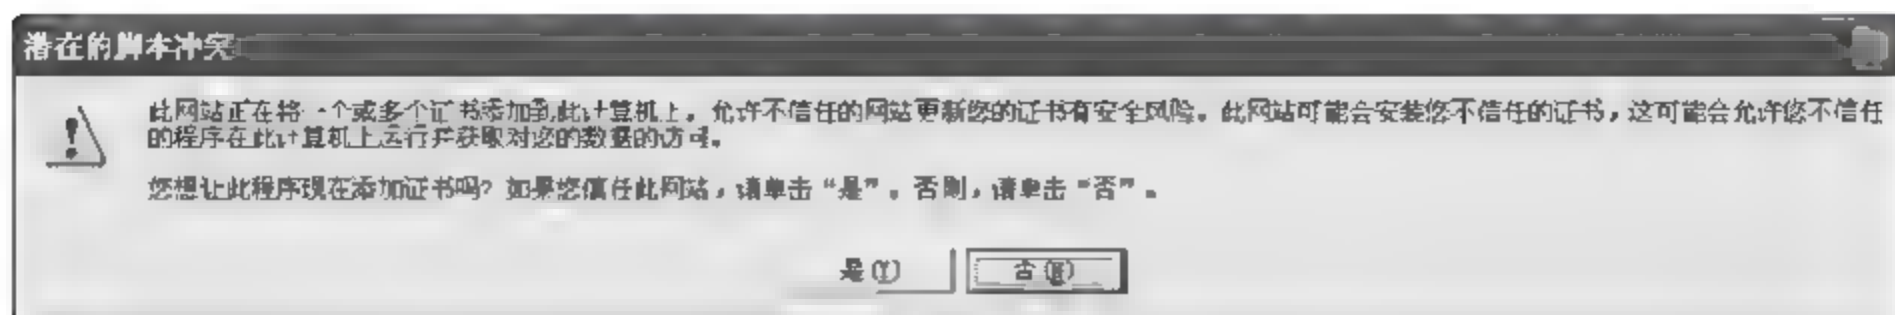 潜在的脚本冲突
此网站正在将一个或多个证书添加到此计算机上。允许不信任的网站更新您的证书有安全风险。此网站可能会安装您不信任的证书，这可能会允许您不信任
的程序在此计算机上运行并获取对您的数据的访问。
您想让此程序现在添加证书吗？如果您信任此网站，请单击“是”。否则，请单击“否”。
是(Y) 否(N)